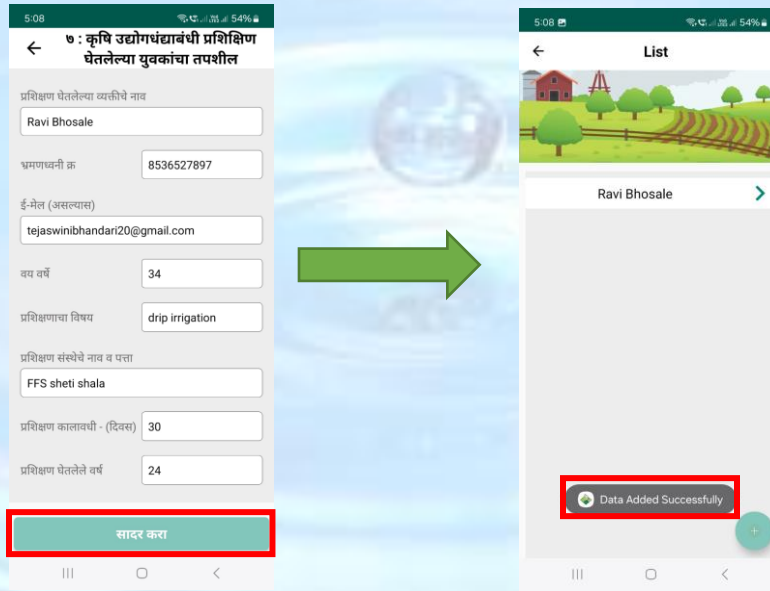 5:08
54%
७ : कृषि उद्योगधंद्याबंधी प्रशिक्षिण
घेतलेल्या युवकांचा तपशील
प्रशिक्षण घेतलेल्या व्यक्तीचे नाव
Ravi Bhosale
भ्रमणध्वनी क्र
8536527897
ई-मेल (असल्यास)
tejaswinibhandari20@gmail.com
वय वर्षे
34
प्रशिक्षणाचा विषय
drip irrigation
प्रशिक्षण संस्थेचे नाव व पत्ता
FFS sheti shala
प्रशिक्षण कालावधी - (दिवस)
30
प्रशिक्षण घेतलेले वर्ष
24
सादर करा
5:08
54%
List
Ravi Bhosale
Data Added Successfully